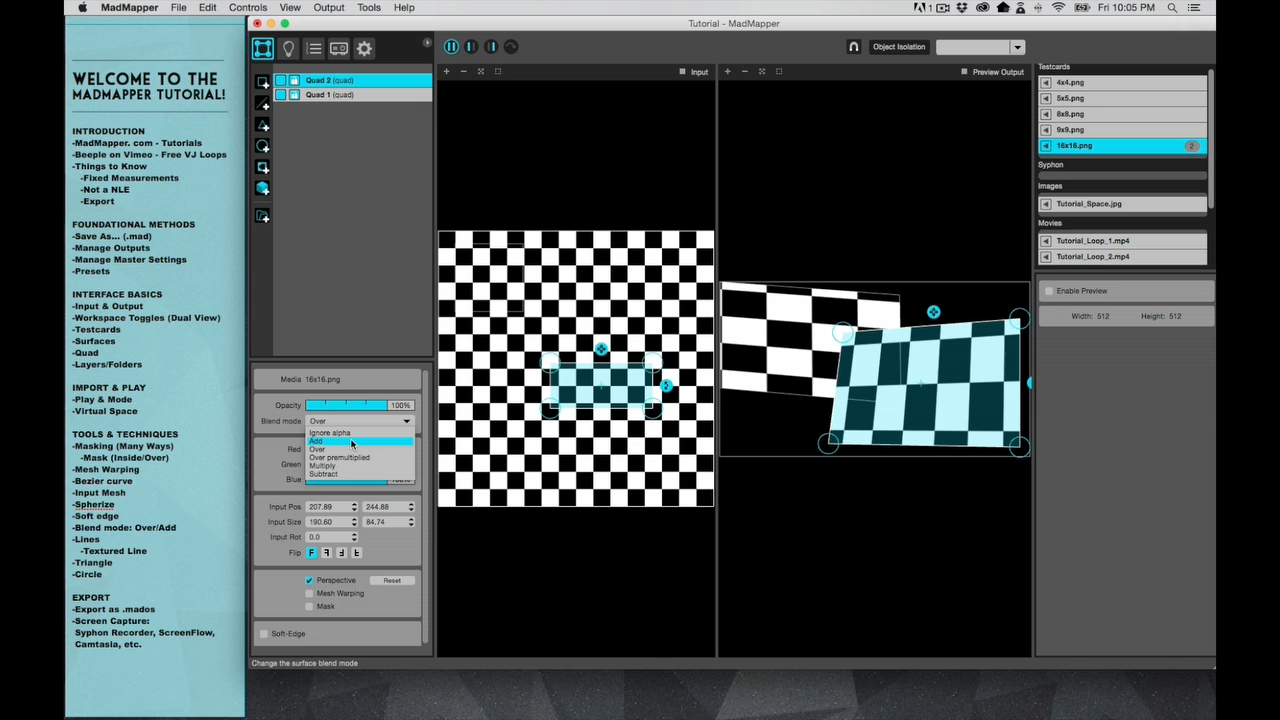 MadMapper File Edit Controls View Output Tools Help
1 Fri 10:05 PM
Tutorial - MadMapper
WELCOME TO THE
MADMAPPER TUTORIAL!
INTRODUCTION
-MadMapper. com - Tutorials
-Beeple on Vimeo - Free VJ Loops
-Things to Know
-Fixed Measurements
-Not a NLE
-Export
FOUNDATIONAL METHODS
-Save As... (.mad)
-Manage Outputs
-Manage Master Settings
-Presets
INTERFACE BASICS
-Input & Output
-Workspace Toggles (Dual View)
-Testcards
-Surfaces
-Quad
-Layers/Folders
IMPORT & PLAY
-Play & Mode
-Virtual Space
TOOLS & TECHNIQUES
-Masking (Many Ways)
-Mask (Inside/Over)
-Mesh Warping
-Bezier curve
-Input Mesh
-Spherize
-Soft edge
-Blend mode: Over/Add
-Lines
-Textured Line
-Triangle
-Circle
EXPORT
-Export as .mados
-Screen Capture:
Syphon Recorder, ScreenFlow,
Camtasia, etc.
Quad 2 (quad)
Quad 1 (quad)
Media 16x16.png
Opacity 100%
Blend mode Over
Ignore alpha
Add
Over
Over premultiplied
Multiply
Subtract
Red
Green
Blue 100%
Input Pos 207.89 244.88
Input Size 190.60 84.74
Input Rot 0.0
Flip
Perspective Reset
Mesh Warping
Mask
Soft-Edge
Change the surface blend mode
Input
Preview Output
Object Isolation
Testcards
4x4.png
5x5.png
8x8.png
9x9.png
16x16.png 2
Syphon
Images
Tutorial_Space.jpg
Movies
Tutorial_Loop_1.mp4
Tutorial_Loop_2.mp4
Enable Preview
Width: 512 Height: 512